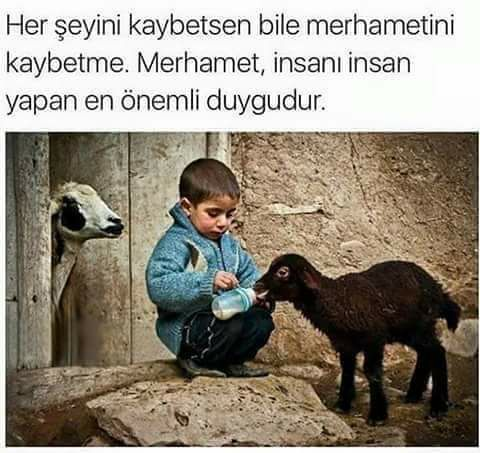 Her şeyini kaybetsen bile merhametini
kaybetme. Merhamet, insanı insan
yapan en önemli duygudur.